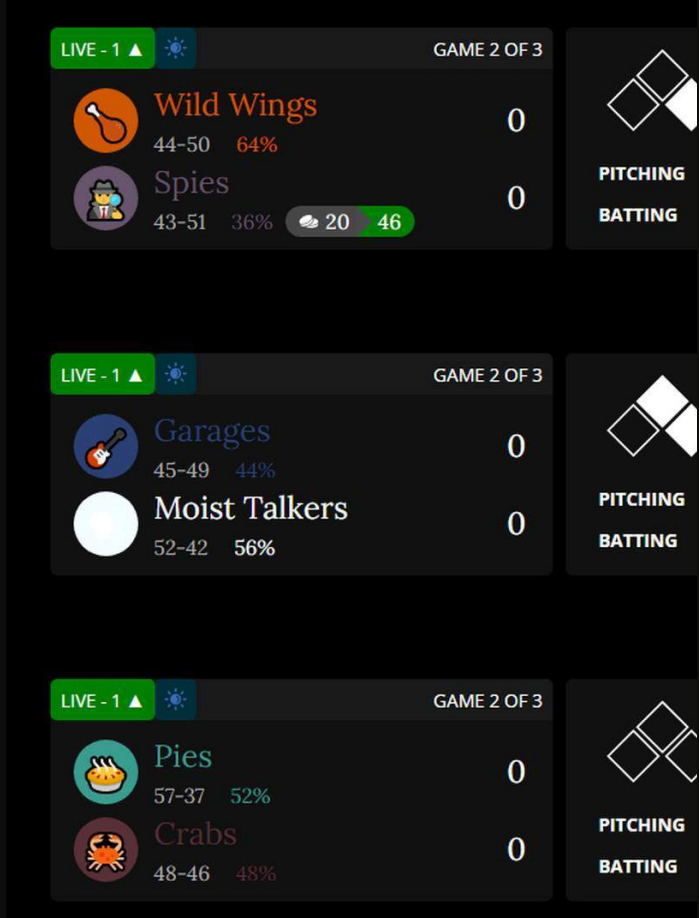 LIVE - 1 ▲ GAME 2 OF 3
Wild Wings 0
44-50 64%
Spies 0
43-51 36% 20 46
PITCHING
BATTING
LIVE - 1 ▲ GAME 2 OF 3
Garages 0
45-49 44%
Moist Talkers 0
52-42 56%
PITCHING
BATTING
LIVE - 1 ▲ GAME 2 OF 3
Pies 0
57-37 52%
Crabs 0
48-46 48%
PITCHING
BATTING